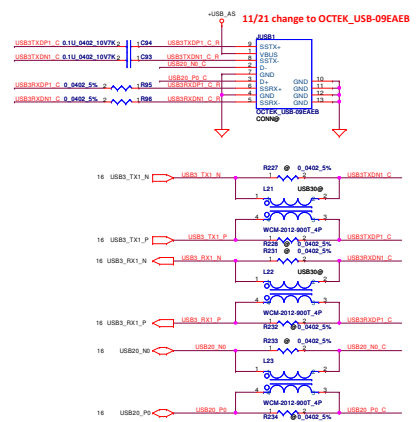 +USB_AS
11/21 change to OCTEK_USB-09EAEB
JUSB1
USB3TXDP1_C 0.1U_0402_10V7K 2 1 C94 USB3TXDP1_C_R 9 SSTX+
1 VBUS
USB3TXDN1_C 0.1U_0402_10V7K 2 1 C93 USB3TXDN1_C_R 8 SSTX-
USB20_N0_C 2 D-
7 GND
USB20_P0_C 3 D+ GND 10
USB3RXDP1_C 0_0402_5% 2 1 R95 USB3RXDP1_C_R 6 SSRX+ GND 11
4 GND GND 12
USB3RXDN1_C 0_0402_5% 2 1 R96 USB3RXDN1_C_R 5 SSRX- GND 13
OCTEK_USB-09EAEB
CONN@
R227 @ 0_0402_5%
16 USB3_TX1_N USB3_TX1_N 1 2 USB3TXDN1_C
L21 USB30@
1 2
4 3
WCM-2012-900T_4P
16 USB3_TX1_P USB3_TX1_P 1 2 USB3TXDP1_C
R228 @ 0_0402_5%
R231 @ 0_0402_5%
16 USB3_RX1_N USB3_RX1_N 1 2 USB3RXDN1_C
L22 USB30@
1 2
4 3
WCM-2012-900T_4P
16 USB3_RX1_P USB3_RX1_P 1 2 USB3RXDP1_C
R232 @ 0_0402_5%
R233 @ 0_0402_5%
16 USB20_N0 USB20_N0 1 2 USB20_N0_C
L23
1 2
4 3
WCM-2012-900T_4P
16 USB20_P0 USB20_P0 1 2 USB20_P0_C
R234 @ 0_0402_5%